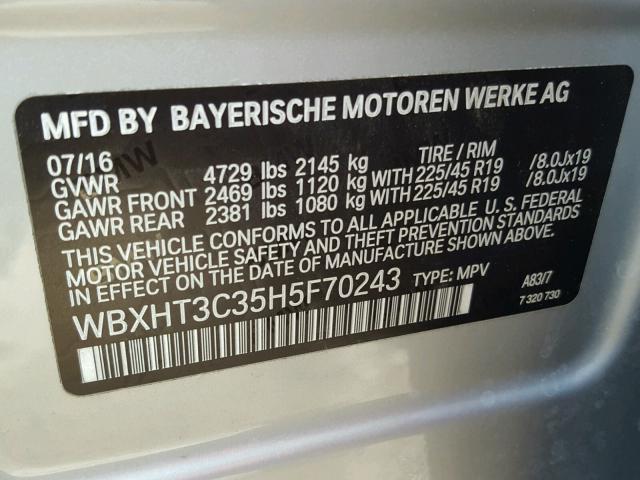 MFD BY BAYERISCHE MOTOREN WERKE AG
07/16 TIRE / RIM
GVWR 4729 lbs 2145 kg
GAWR FRONT 2469 lbs 1120 kg WITH 225/45 R19 /8.0Jx19
GAWR REAR 2381 lbs 1080 kg WITH 225/45 R19 /8.0Jx19
THIS VEHICLE CONFORMS TO ALL APPLICABLE U. S. FEDERAL
MOTOR VEHICLE SAFETY AND THEFT PREVENTION STANDARDS
IN EFFECT ON THE DATE OF MANUFACTURE SHOWN ABOVE.
WBXHT3C35H5F70243 TYPE: MPV A83/7
7 320 730